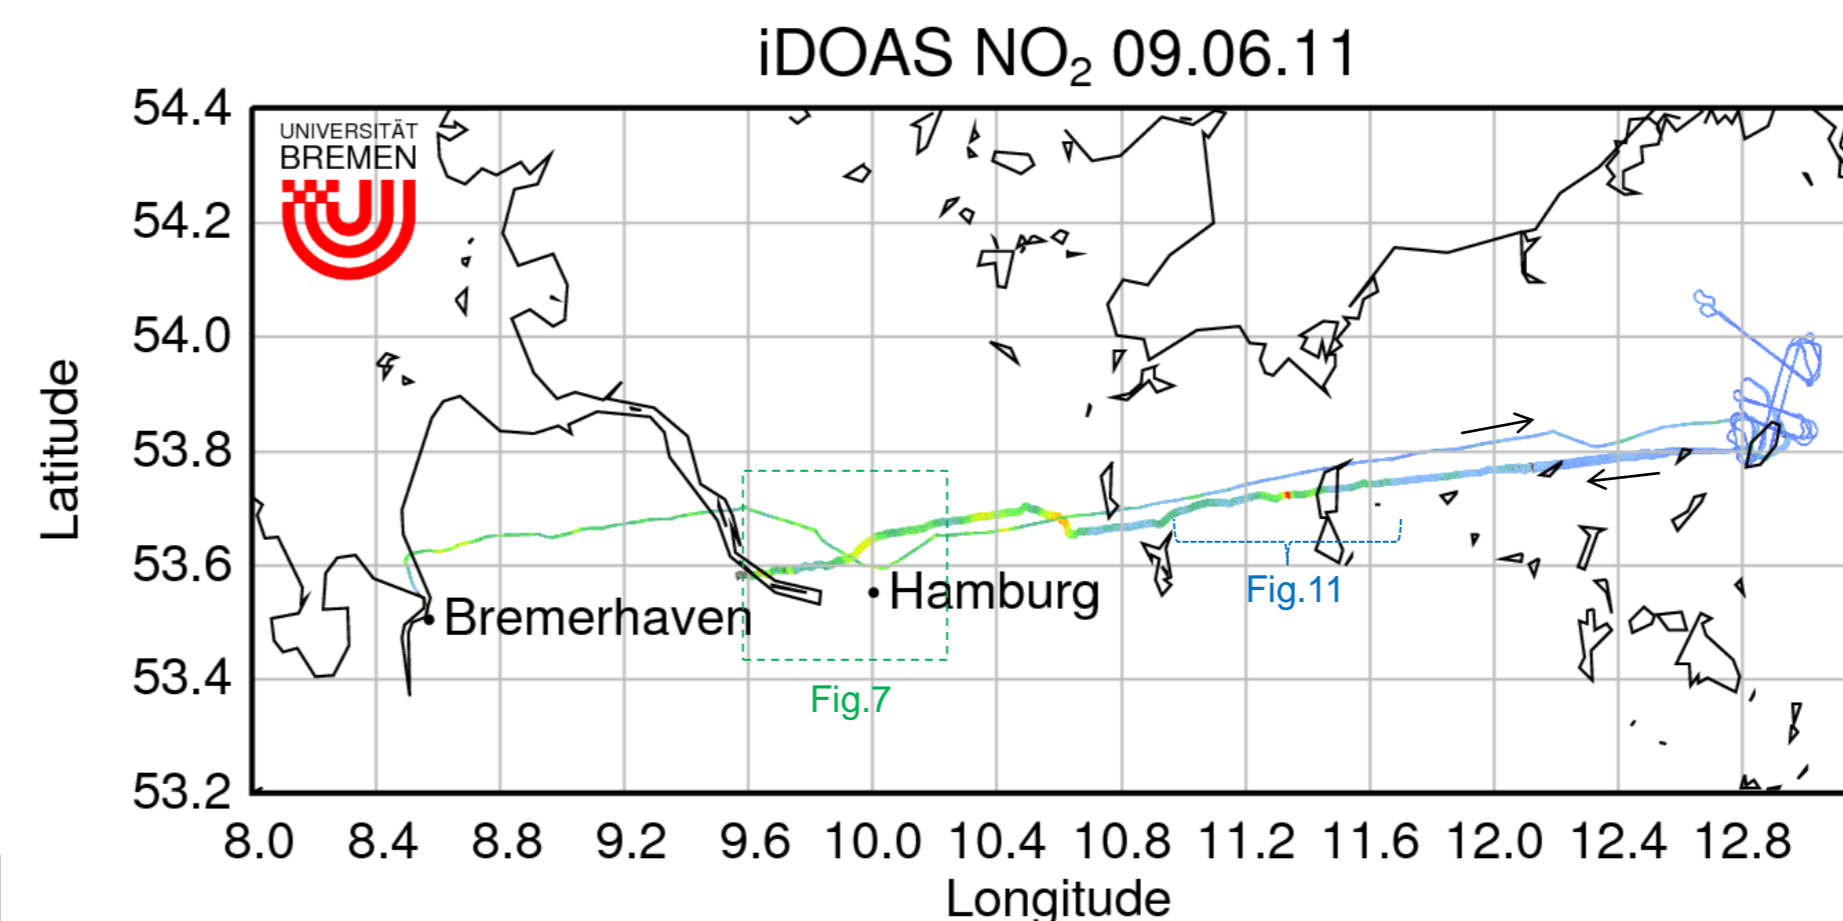 iDOAS NO₂ 09.06.11
54.4
UNIVERSITÄT
BREMEN
54.2
54.0
53.8
53.6
53.4
53.2
Latitude
Bremerhaven
Hamburg
Fig.11
Fig.7
8.0 8.4 8.8 9.2 9.6 10.0 10.4 10.8 11.2 11.6 12.0 12.4 12.8
Longitude